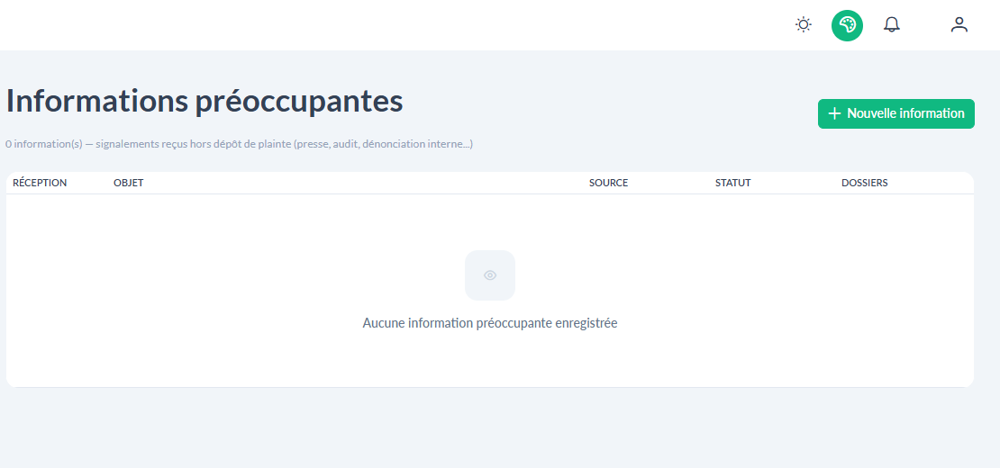 Informations préoccupantes
Nouvelle information
0 information(s) — signalements reçus hors dépôt de plainte (presse, audit, dénonciation interne...)
RÉCEPTION OBJET SOURCE STATUT DOSSIERS
Aucune information préoccupante enregistrée